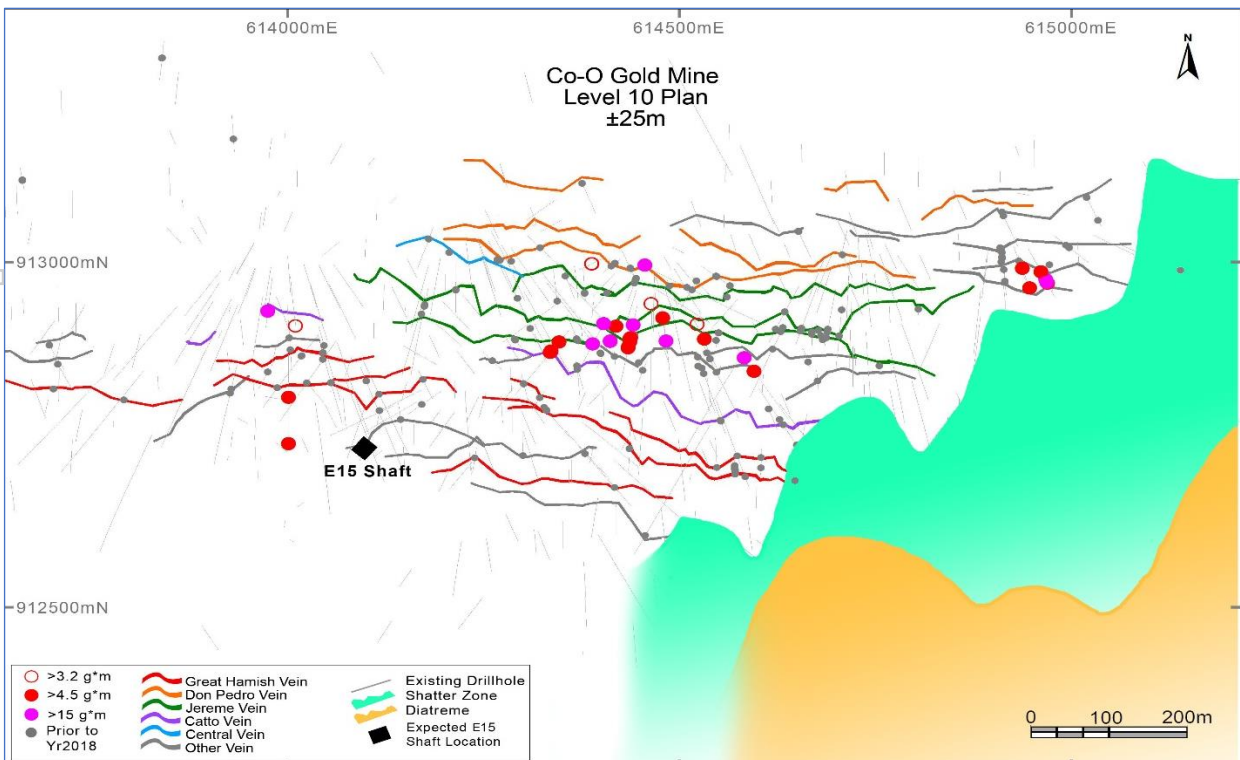 614000mE
614500mE
615000mE
N
Co-O Gold Mine
Level 10 Plan
±25m
913000mN
E15 Shaft
912500mN
>3.2 g*m
>4.5 g*m
>15 g*m
Prior to
Yr2018
Great Hamish Vein
Don Pedro Vein
Jereme Vein
Catto Vein
Central Vein
Other Vein
Existing Drillhole
Shatter Zone
Diatreme
Expected E15
Shaft Location
0 100 200m